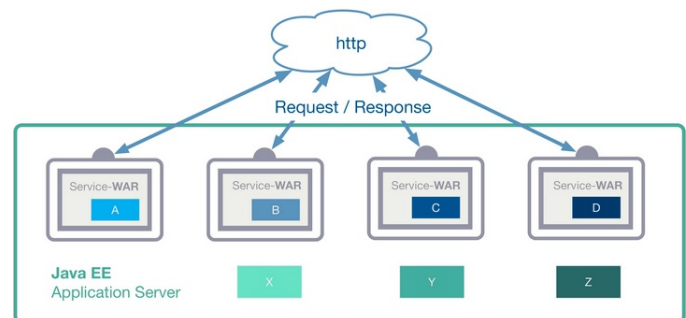 http
Request / Response
Service-WAR Service-WAR Service-WAR Service-WAR
A B C D
Java EE
Application Server
X Y Z